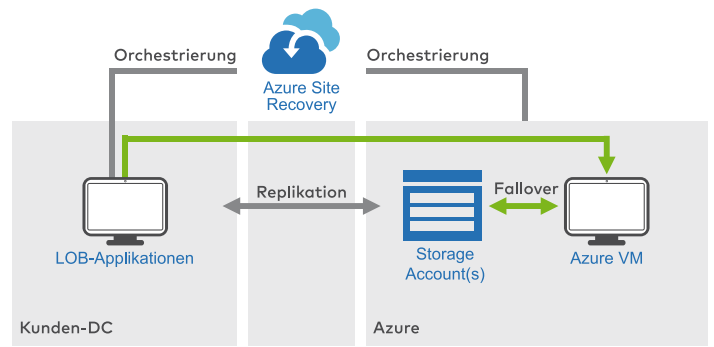 Orchestrierung
Orchestrierung
Azure Site
Recovery
Replikation
Fallover
LOB-Applikationen
Storage
Account(s)
Azure VM
Kunden-DC
Azure